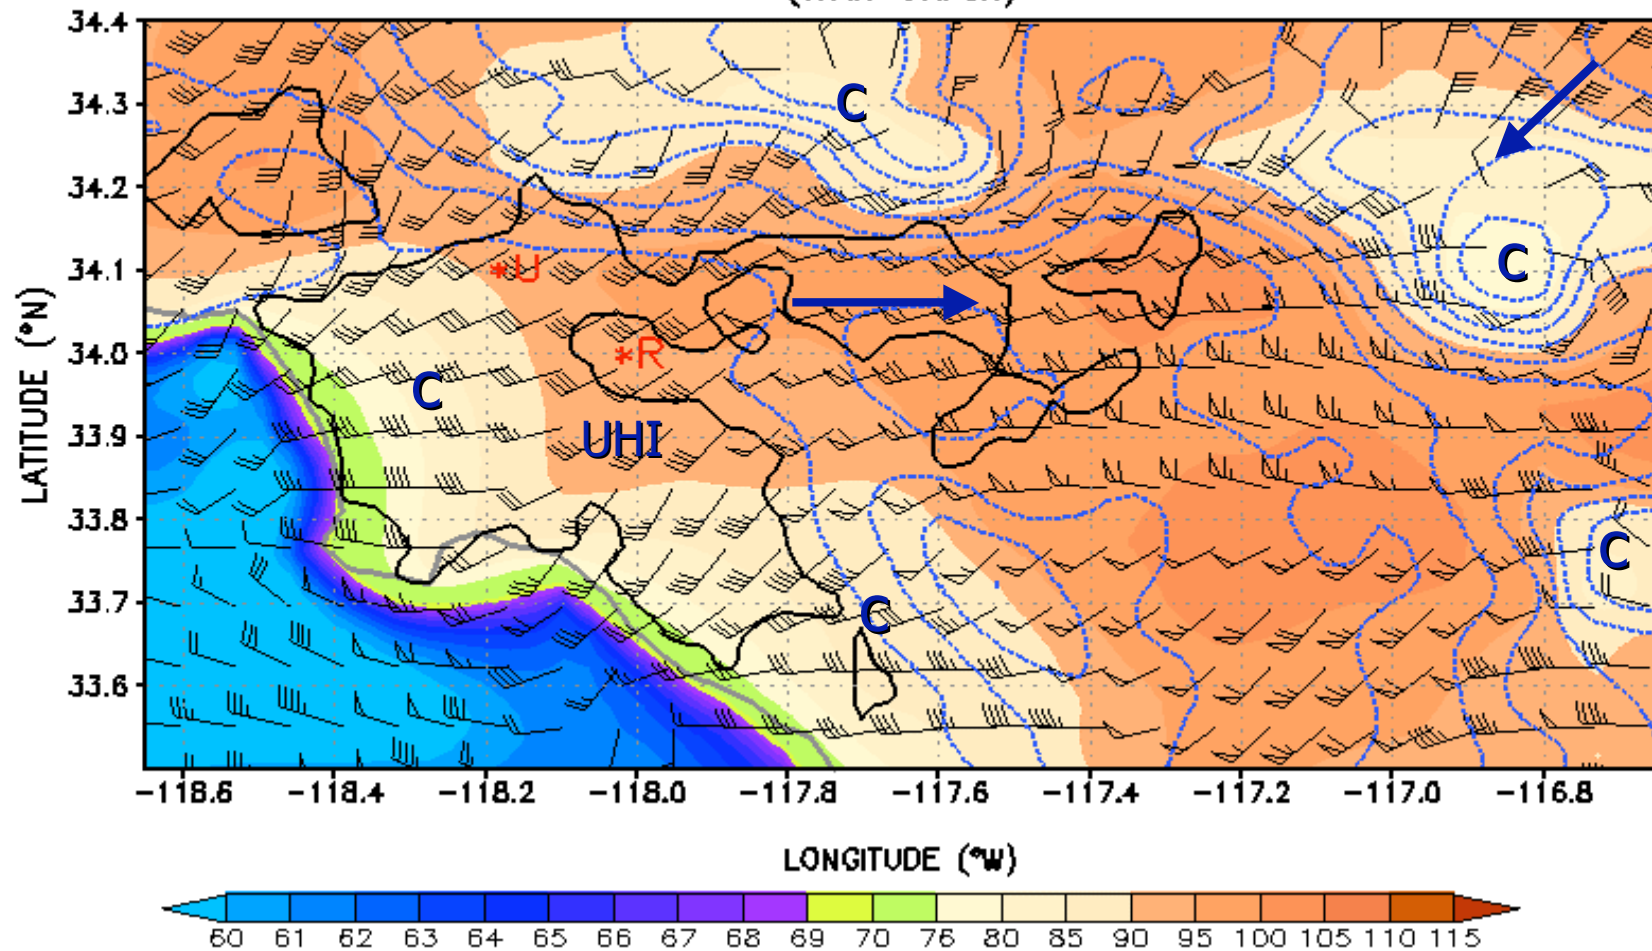 34.4
34.3
C
34.2
C
34.1
*U
34.0
*R
C
33.9
UHI
33.8
C
33.7
C
33.6
-118.6 -118.4 -118.2 -118.0 -117.8 -117.6 -117.4 -117.2 -117.0 -116.8
LATITUDE (°N)
LONGITUDE (°W)
60 61 62 63 64 65 66 67 68 69 70 76 80 85 90 95 100 105 110 115